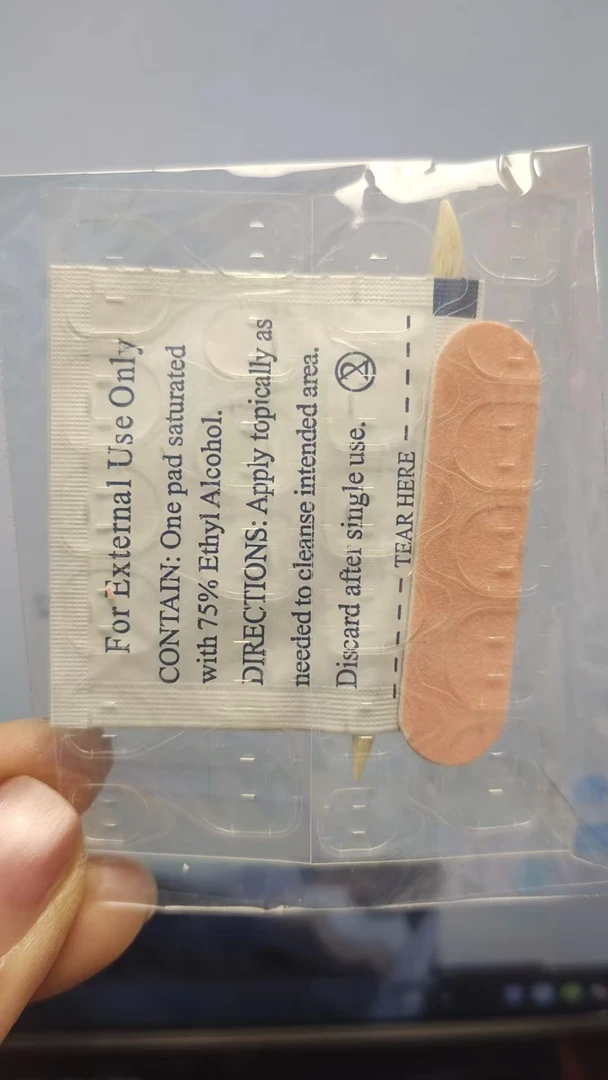 For External Use Only
CONTAIN: One pad saturated
with 75% Ethyl Alcohol.
DIRECTIONS: Apply topically as
needed to cleanse intended area.
Discard after single use.
TEAR HERE